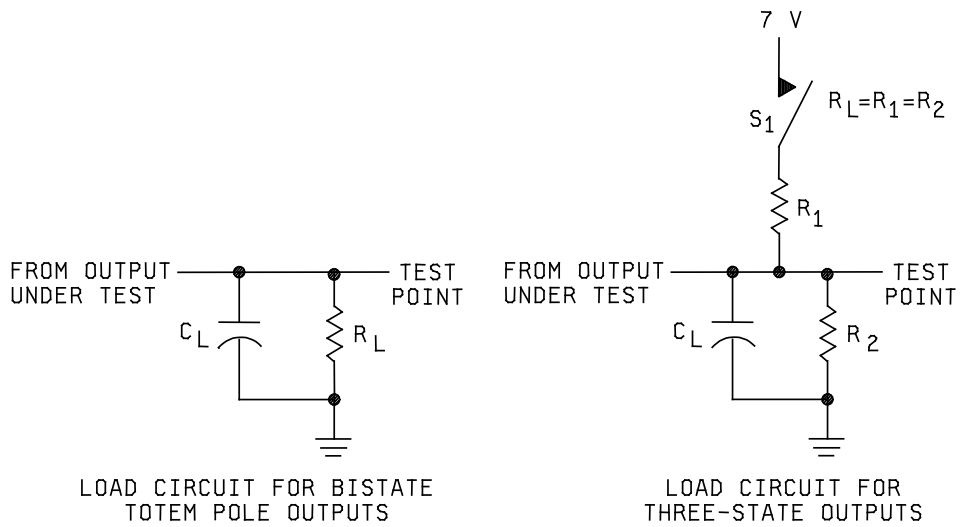 7 V
S1
RL=R1=R2
R1
FROM OUTPUT
UNDER TEST
TEST
POINT
CL
RL
FROM OUTPUT
UNDER TEST
TEST
POINT
CL
R2
LOAD CIRCUIT FOR BISTATE
TOTEM POLE OUTPUTS
LOAD CIRCUIT FOR
THREE-STATE OUTPUTS